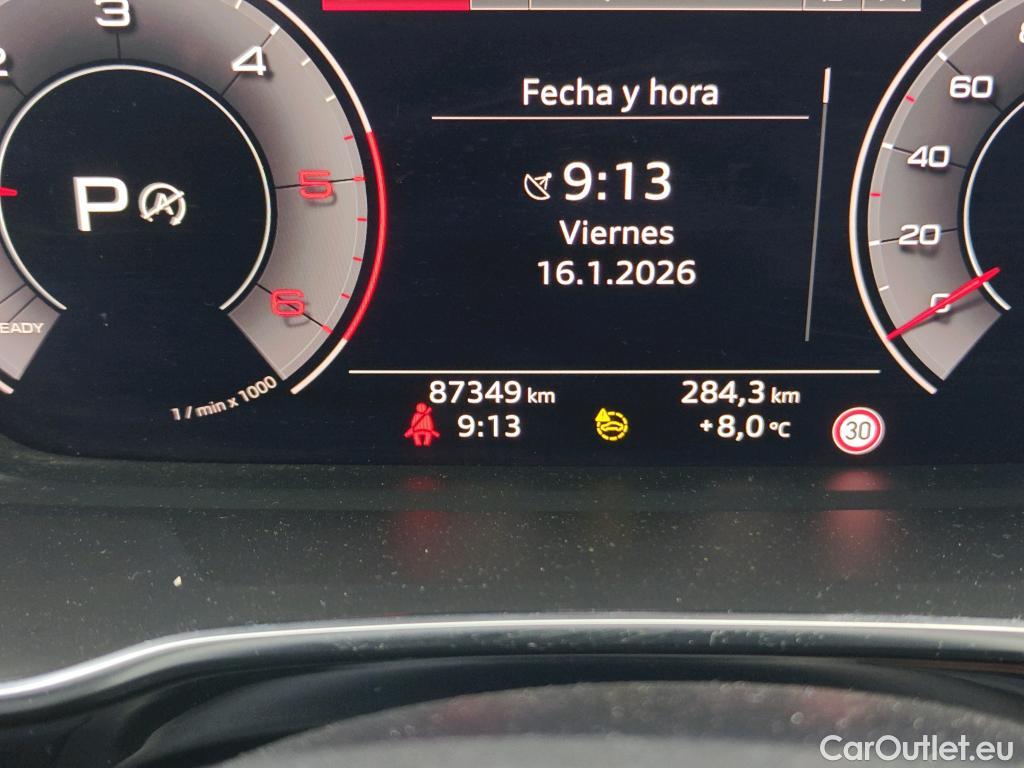 3
2
4
Fecha y hora
60
40
P A
9:13
5
Viernes
20
16.1.2026
6
0
EADY
1/min x 1000
87349 km
284,3 km
9:13
+8,0 °C
30
CarOutlet.eu